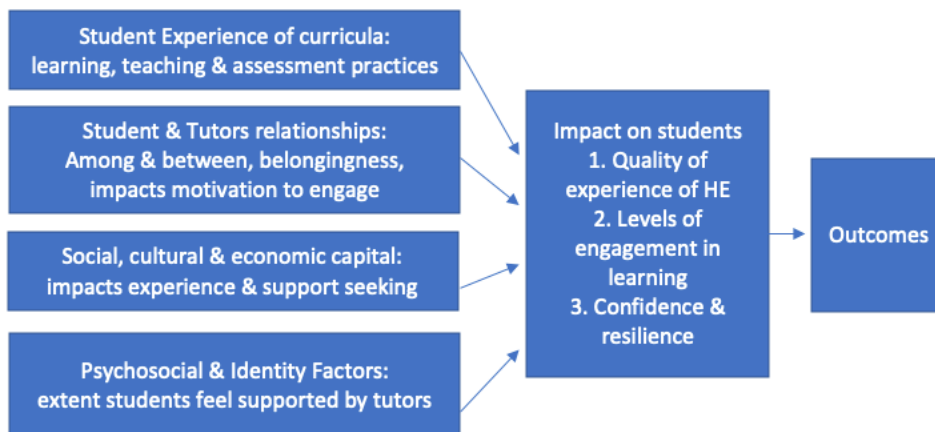 Student Experience of curricula:
learning, teaching & assessment practices
Student & Tutors relationships:
Among & between, belongingness,
impacts motivation to engage
Social, cultural & economic capital:
impacts experience & support seeking
Psychosocial & Identity Factors:
extent students feel supported by tutors
Impact on students
1. Quality of
experience of HE
2. Levels of
engagement in
learning
3. Confidence &
resilience
Outcomes